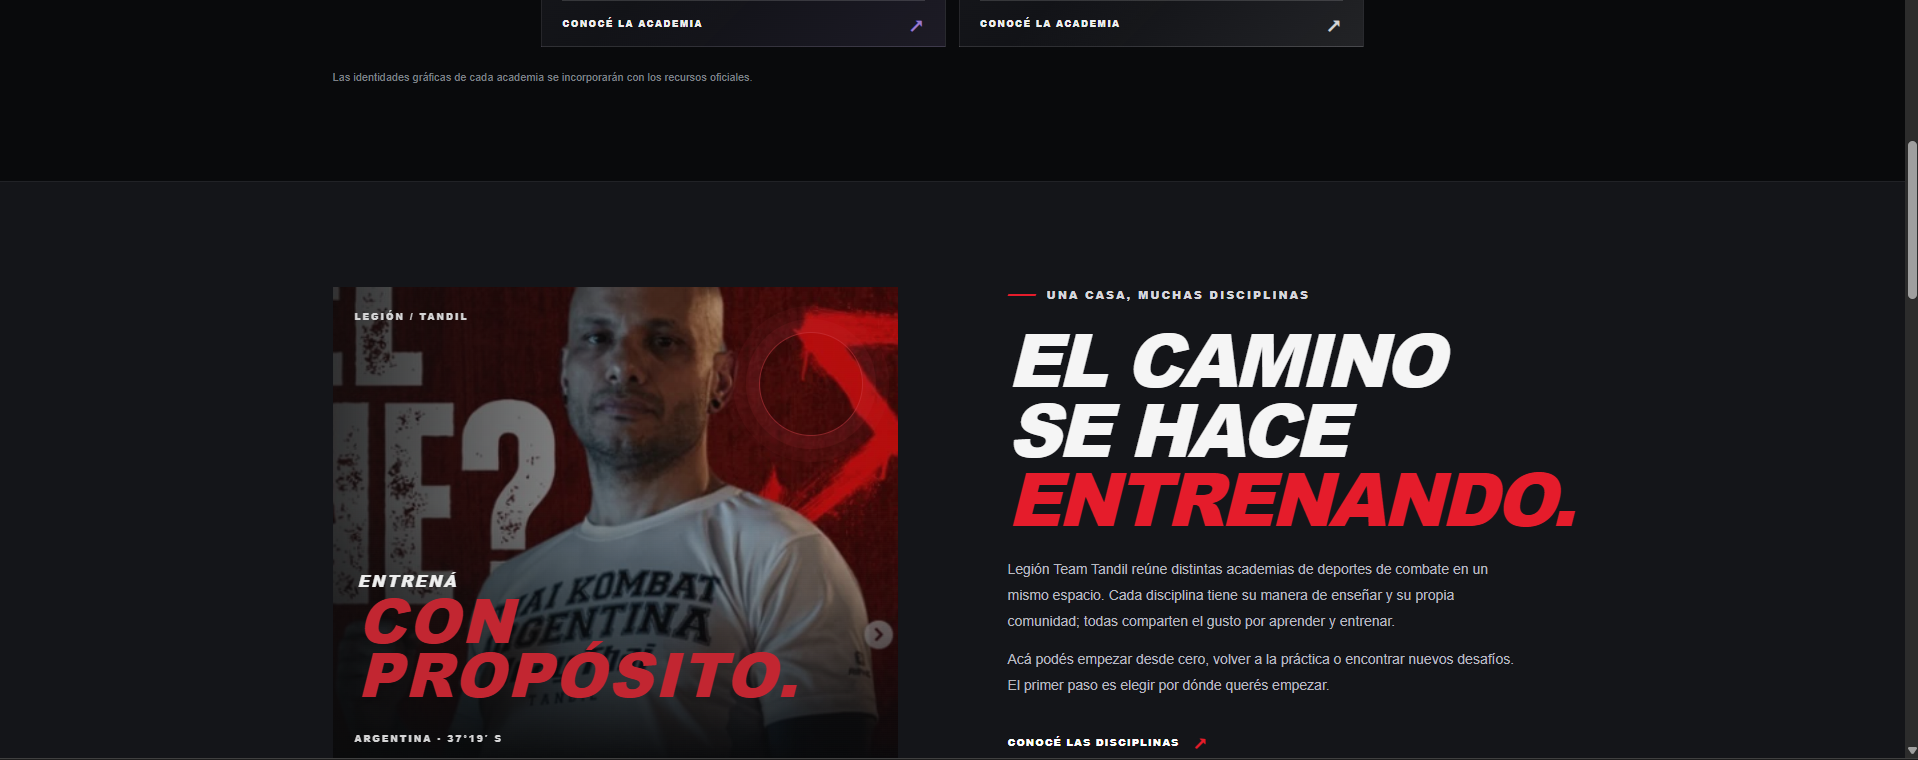 CONOCÉ LA ACADEMIA ↗
CONOCÉ LA ACADEMIA ↗
Las identidades gráficas de cada academia se incorporarán con los recursos oficiales.
LEGIÓN / TANDIL
?
AI KOMBAT
GENTINA
ENTRENÁ
CON
PROPÓSITO.
TANDIL
ARGENTINA - 37°19' S
UNA CASA, MUCHAS DISCIPLINAS
EL CAMINO
SE HACE
ENTRENANDO.
Legión Team Tandil reúne distintas academias de deportes de combate en un
mismo espacio. Cada disciplina tiene su manera de enseñar y su propia
comunidad; todas comparten el gusto por aprender y entrenar.
Acá podés empezar desde cero, volver a la práctica o encontrar nuevos desafíos.
El primer paso es elegir por dónde querés empezar.
CONOCÉ LAS DISCIPLINAS ↗